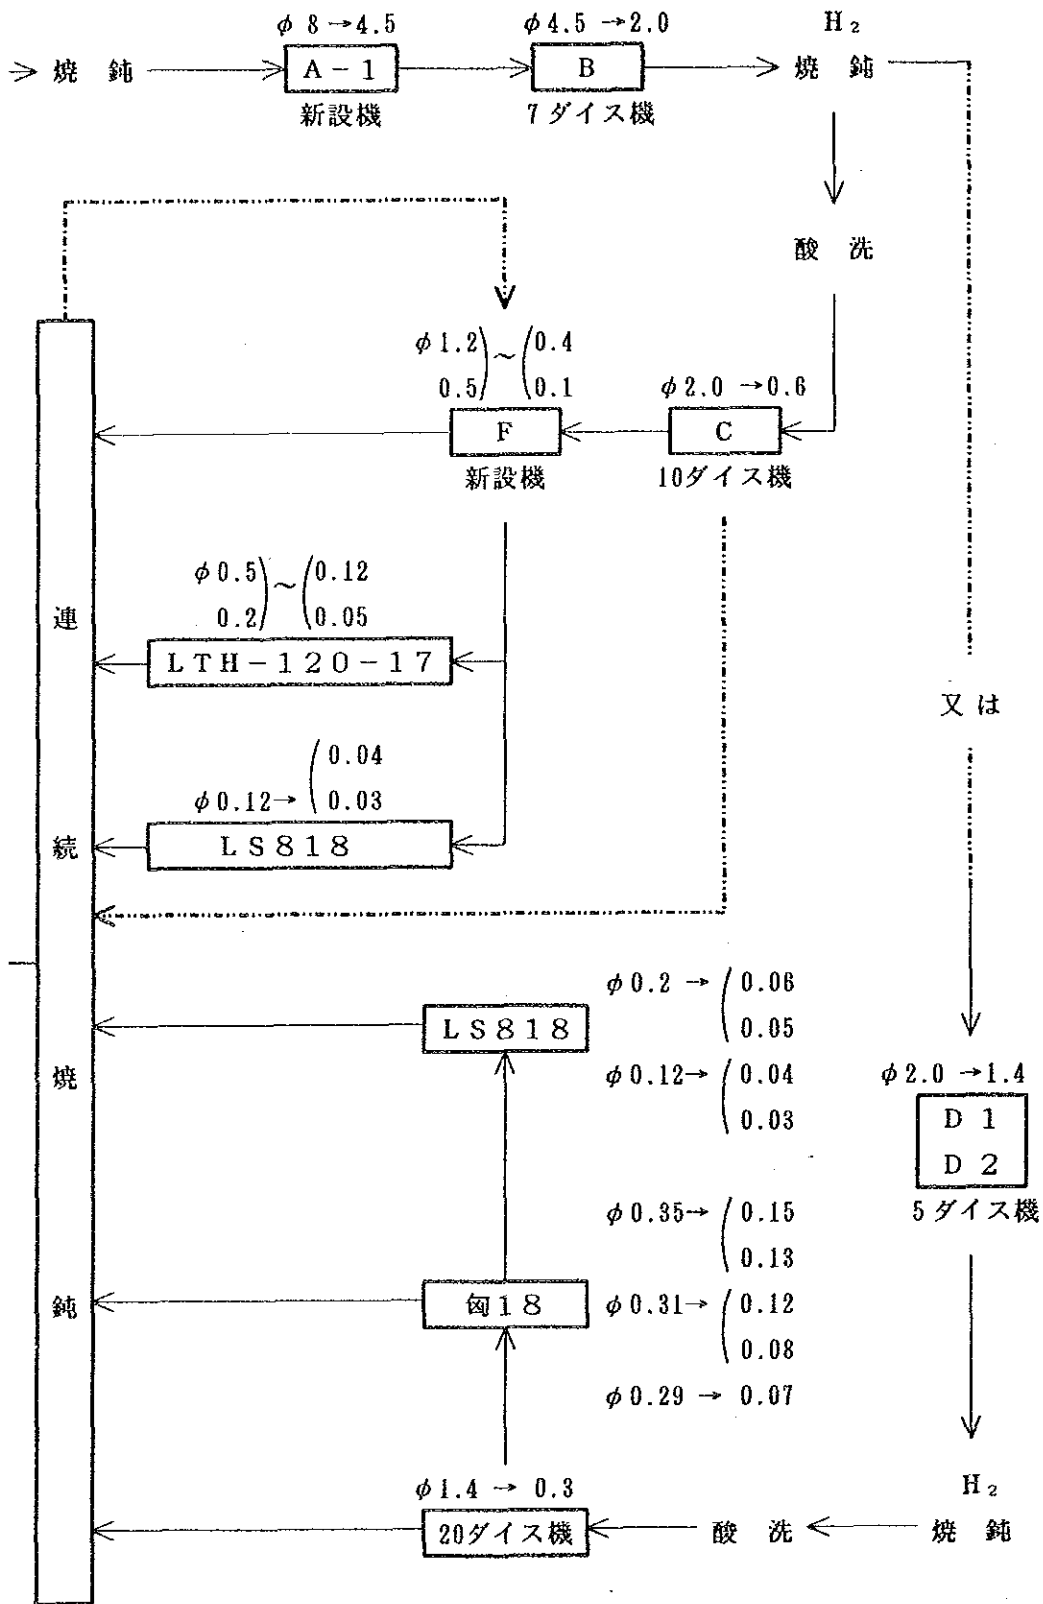 φ8→4.5
φ4.5→2.0
H₂
焼鈍
A-1
B
焼鈍
新設機
7ダイス機
酸洗
φ1.2 0.5)～(0.4 0.1
φ2.0→0.6
F
C
新設機
10ダイス機
φ0.5 0.2)～(0.12 0.05
LTH-120-17
又は
φ0.12→(0.04 0.03
LS818
連続焼鈍
φ0.2→(0.06 0.05
LS818
φ0.12→(0.04 0.03
φ2.0→1.4
D1
D2
5ダイス機
φ0.35→(0.15 0.13
匈18
φ0.31→(0.12 0.08
φ0.29→0.07
φ1.4→0.3
H₂
20ダイス機
酸洗
焼鈍